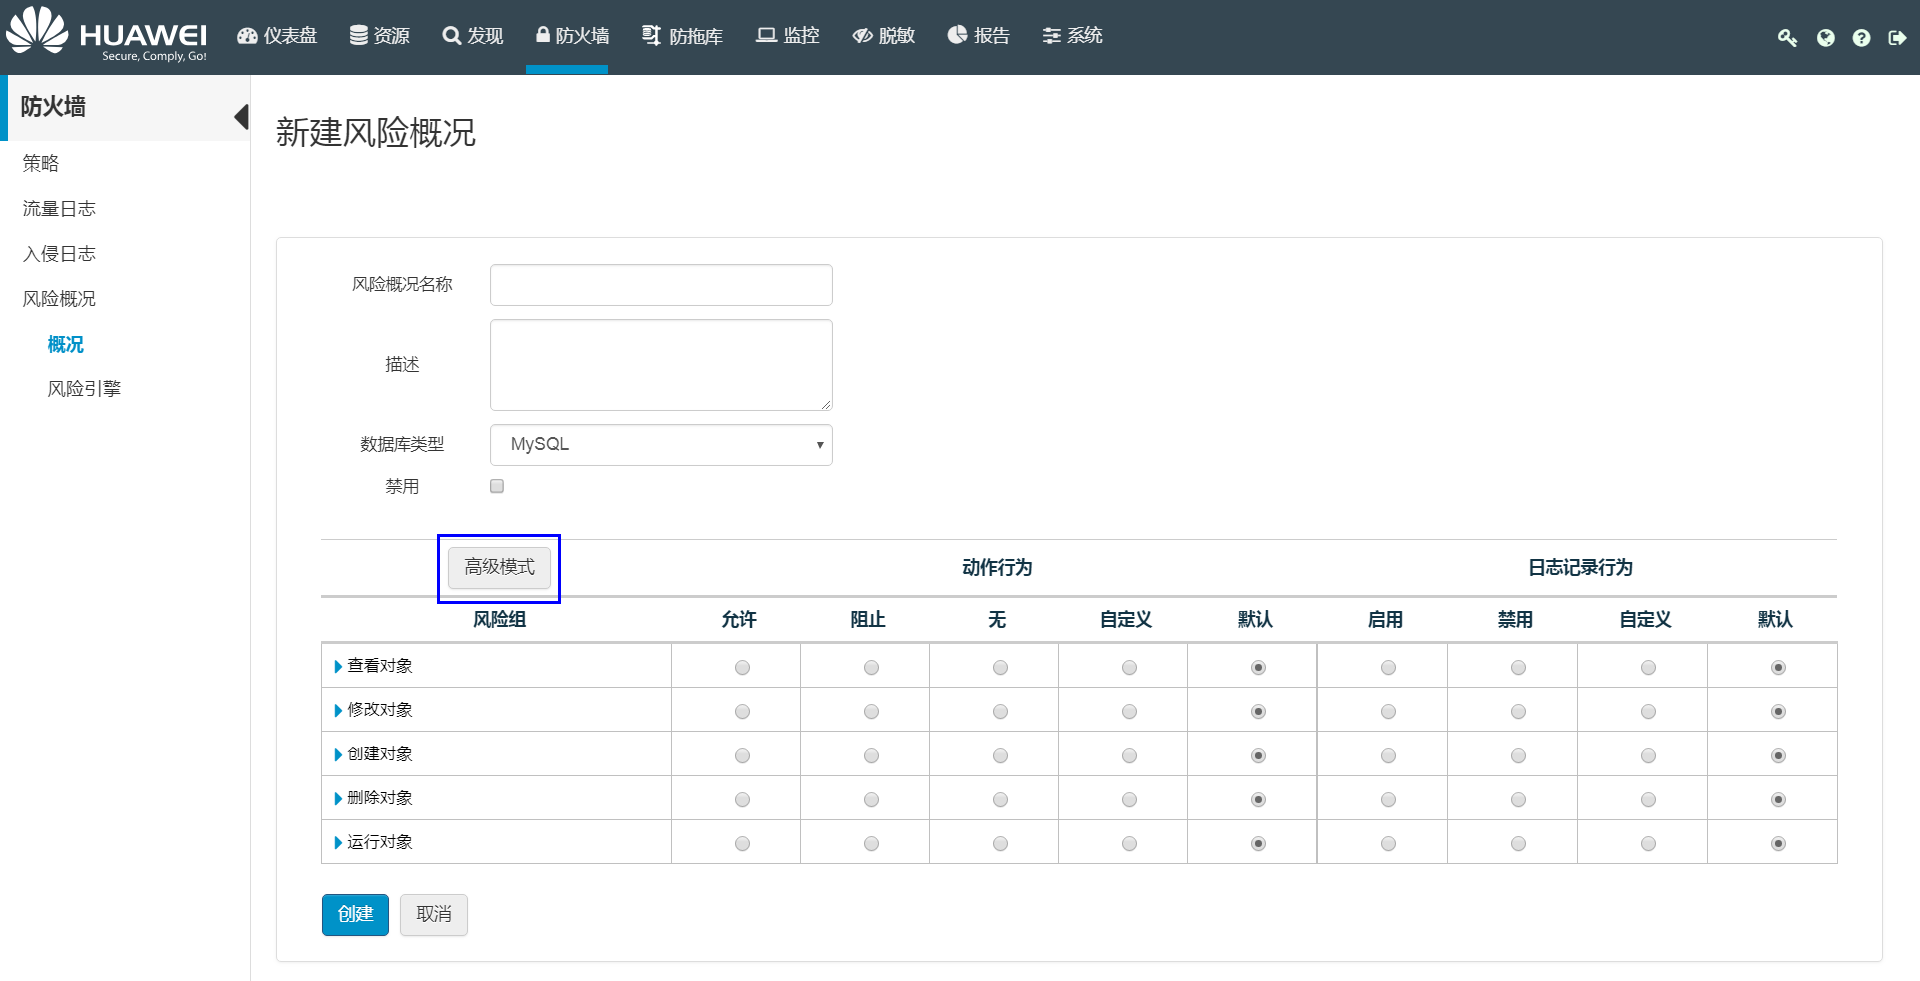 HUAWEI
Secure, Comply, Go!
仪表盘 资源 发现 防火墙 防拖库 监控 脱敏 报告 系统
防火墙
策略
流量日志
入侵日志
风险概况
概况
风险引擎
新建风险概况
风险概况名称
描述
数据库类型 MySQL
禁用
高级模式 动作行为 日志记录行为
风险组 允许 阻止 无 自定义 默认 启用 禁用 自定义 默认
查看对象
修改对象
创建对象
删除对象
运行对象
创建 取消